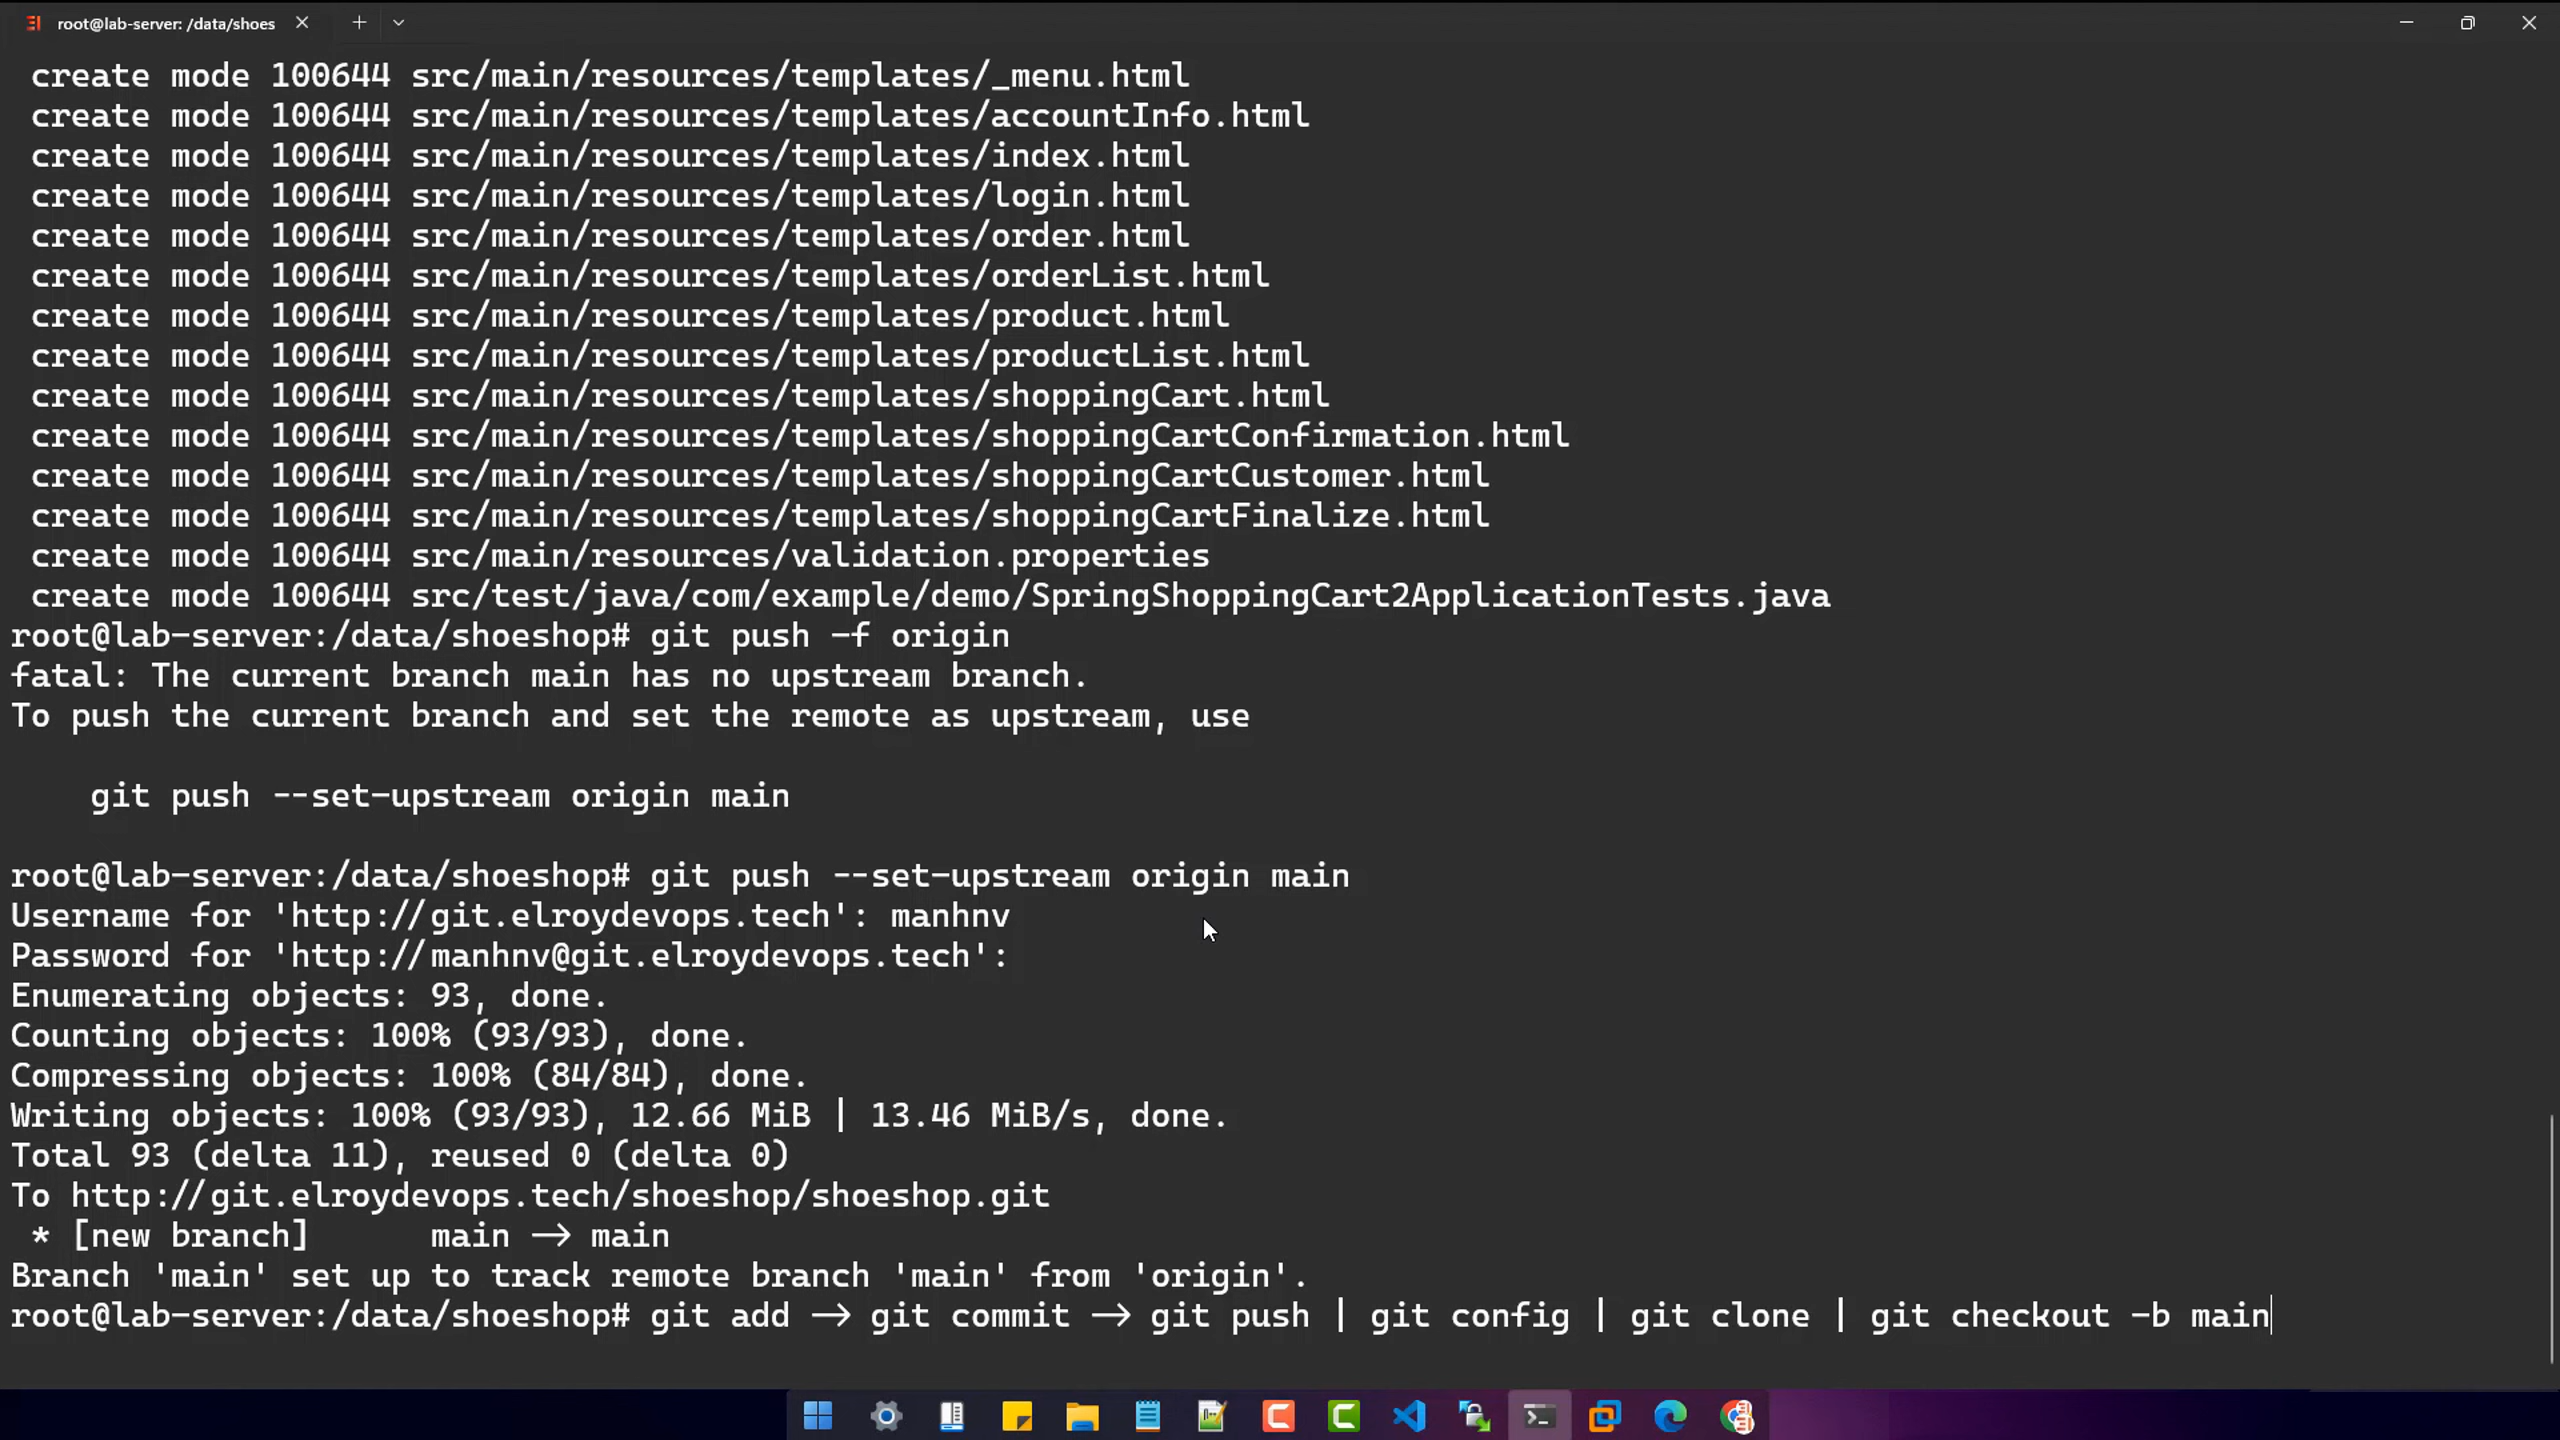 root@lab-server: /data/shoes
create mode 100644 src/main/resources/templates/_menu.html
create mode 100644 src/main/resources/templates/accountInfo.html
create mode 100644 src/main/resources/templates/index.html
create mode 100644 src/main/resources/templates/login.html
create mode 100644 src/main/resources/templates/order.html
create mode 100644 src/main/resources/templates/orderList.html
create mode 100644 src/main/resources/templates/product.html
create mode 100644 src/main/resources/templates/productList.html
create mode 100644 src/main/resources/templates/shoppingCart.html
create mode 100644 src/main/resources/templates/shoppingCartConfirmation.html
create mode 100644 src/main/resources/templates/shoppingCartCustomer.html
create mode 100644 src/main/resources/templates/shoppingCartFinalize.html
create mode 100644 src/main/resources/validation.properties
create mode 100644 src/test/java/com/example/demo/SpringShoppingCart2ApplicationTests.java
root@lab-server:/data/shoeshop# git push -f origin
fatal: The current branch main has no upstream branch.
To push the current branch and set the remote as upstream, use
git push --set-upstream origin main
root@lab-server:/data/shoeshop# git push --set-upstream origin main
Username for 'http://git.elroydevops.tech': manhnv
Password for 'http://manhnv@git.elroydevops.tech':
Enumerating objects: 93, done.
Counting objects: 100% (93/93), done.
Compressing objects: 100% (84/84), done.
Writing objects: 100% (93/93), 12.66 MiB | 13.46 MiB/s, done.
Total 93 (delta 11), reused 0 (delta 0)
To http://git.elroydevops.tech/shoeshop/shoeshop.git
* [new branch]      main -> main
Branch 'main' set up to track remote branch 'main' from 'origin'.
root@lab-server:/data/shoeshop# git add -> git commit -> git push | git config | git clone | git checkout -b main